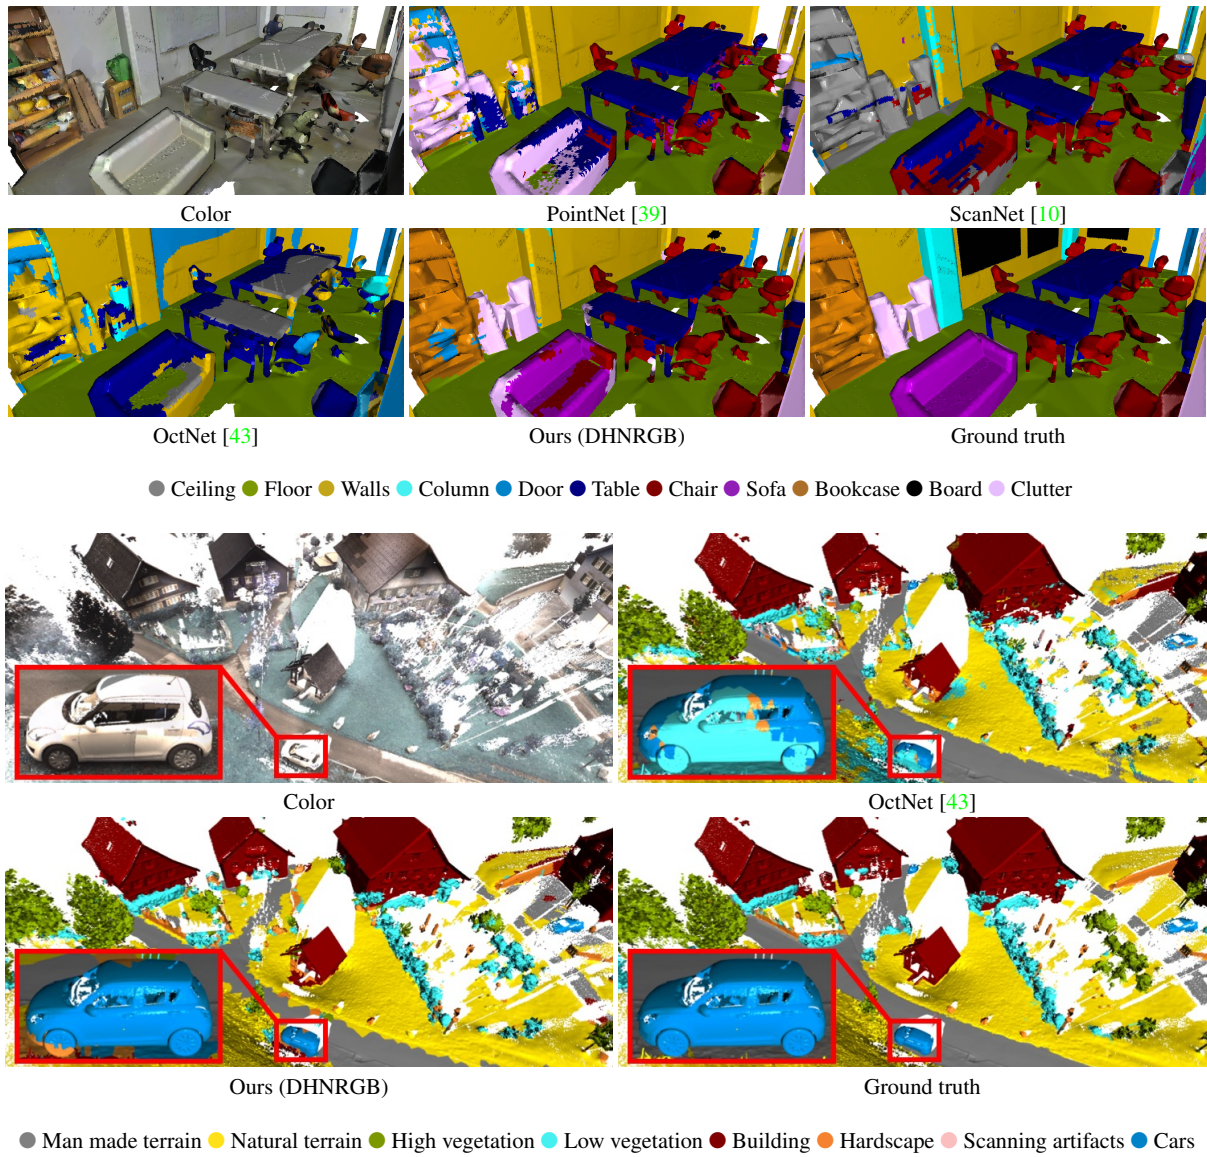 Color
PointNet [39]
ScanNet [10]
OctNet [43]
Ours (DHNRGB)
Ground truth
Ceiling Floor Walls Column Door Table Chair Sofa Bookcase Board Clutter
Color
OctNet [43]
Ours (DHNRGB)
Ground truth
Man made terrain Natural terrain High vegetation Low vegetation Building Hardscape Scanning artifacts Cars